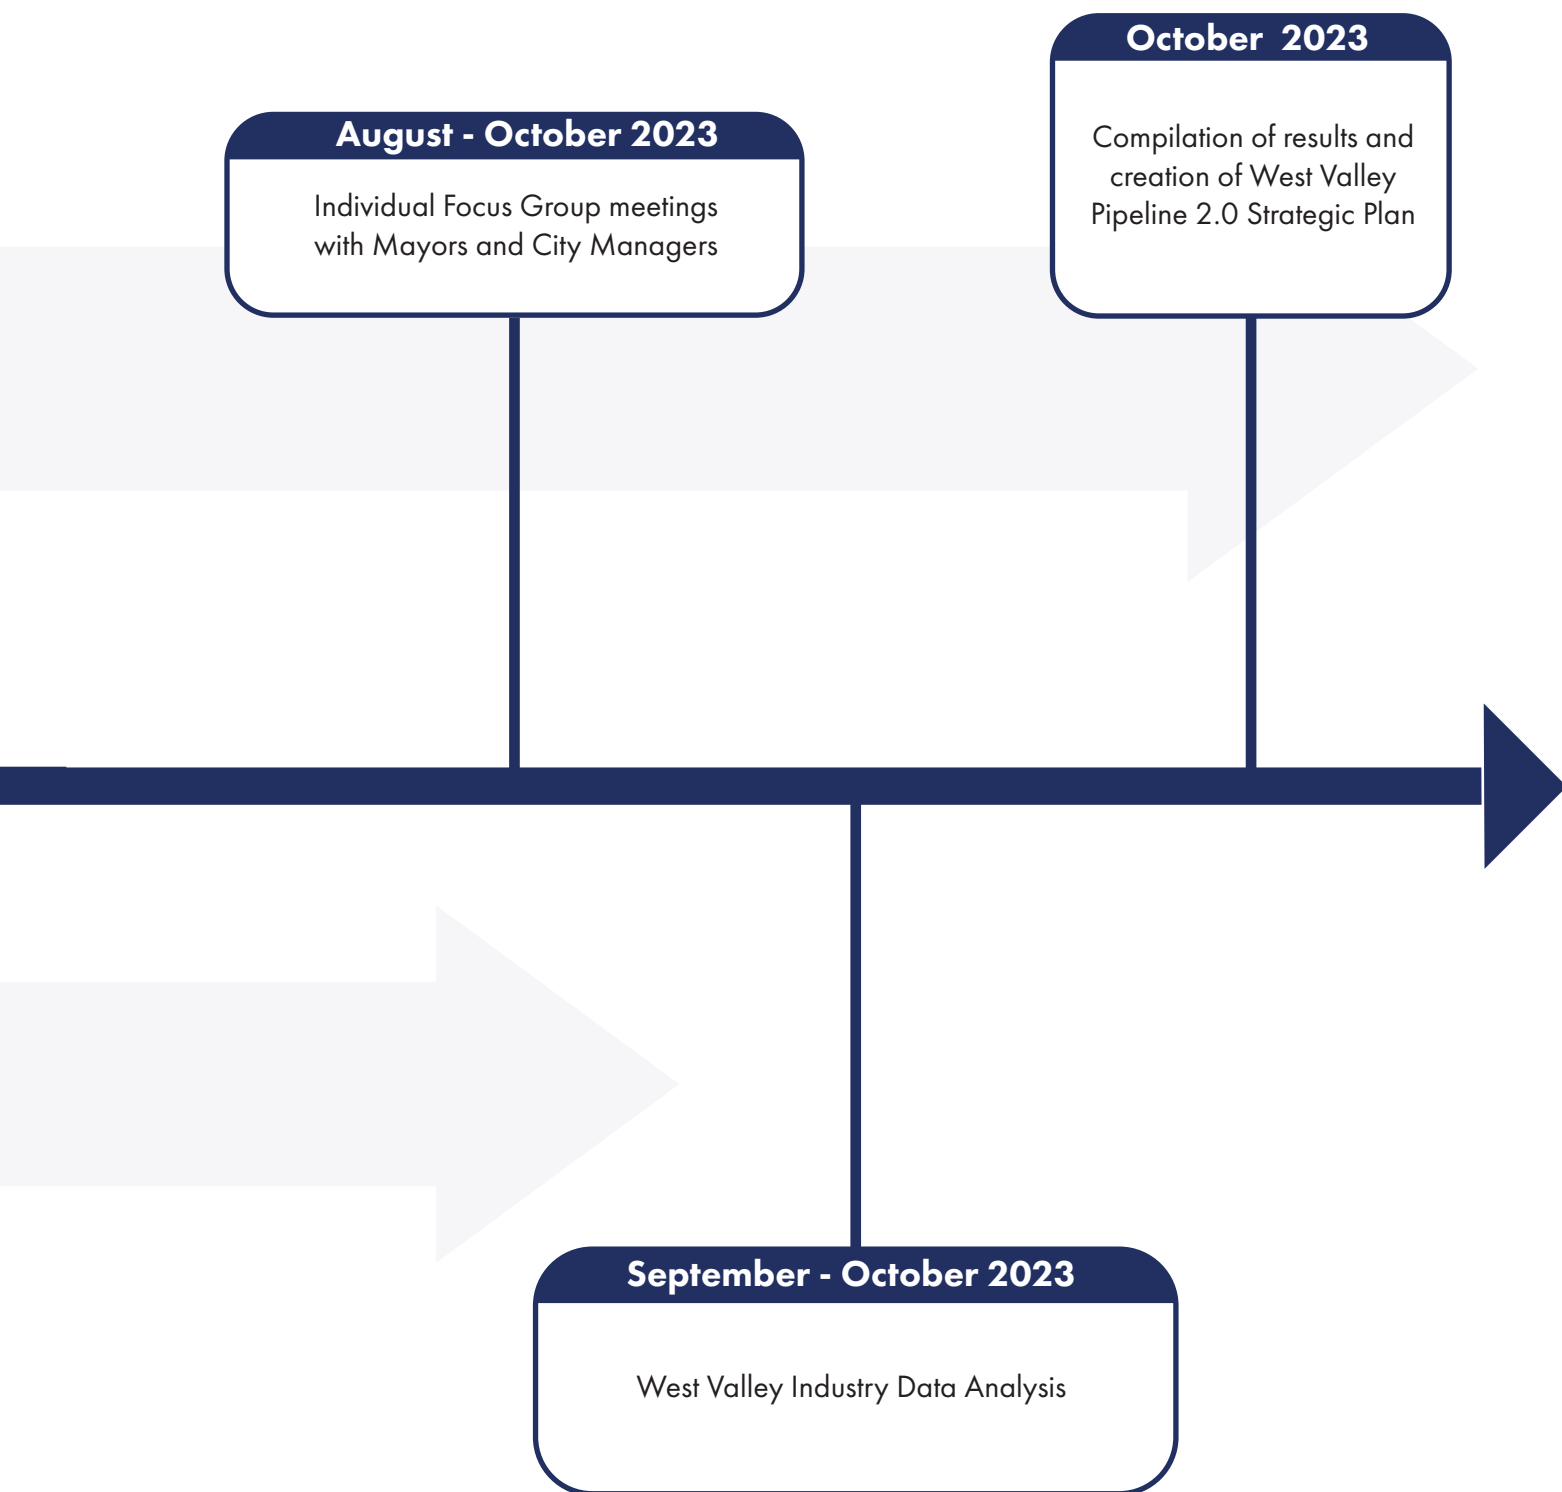 October 2023
Compilation of results and
creation of West Valley
Pipeline 2.0 Strategic Plan
August - October 2023
Individual Focus Group meetings
with Mayors and City Managers
September - October 2023
West Valley Industry Data Analysis